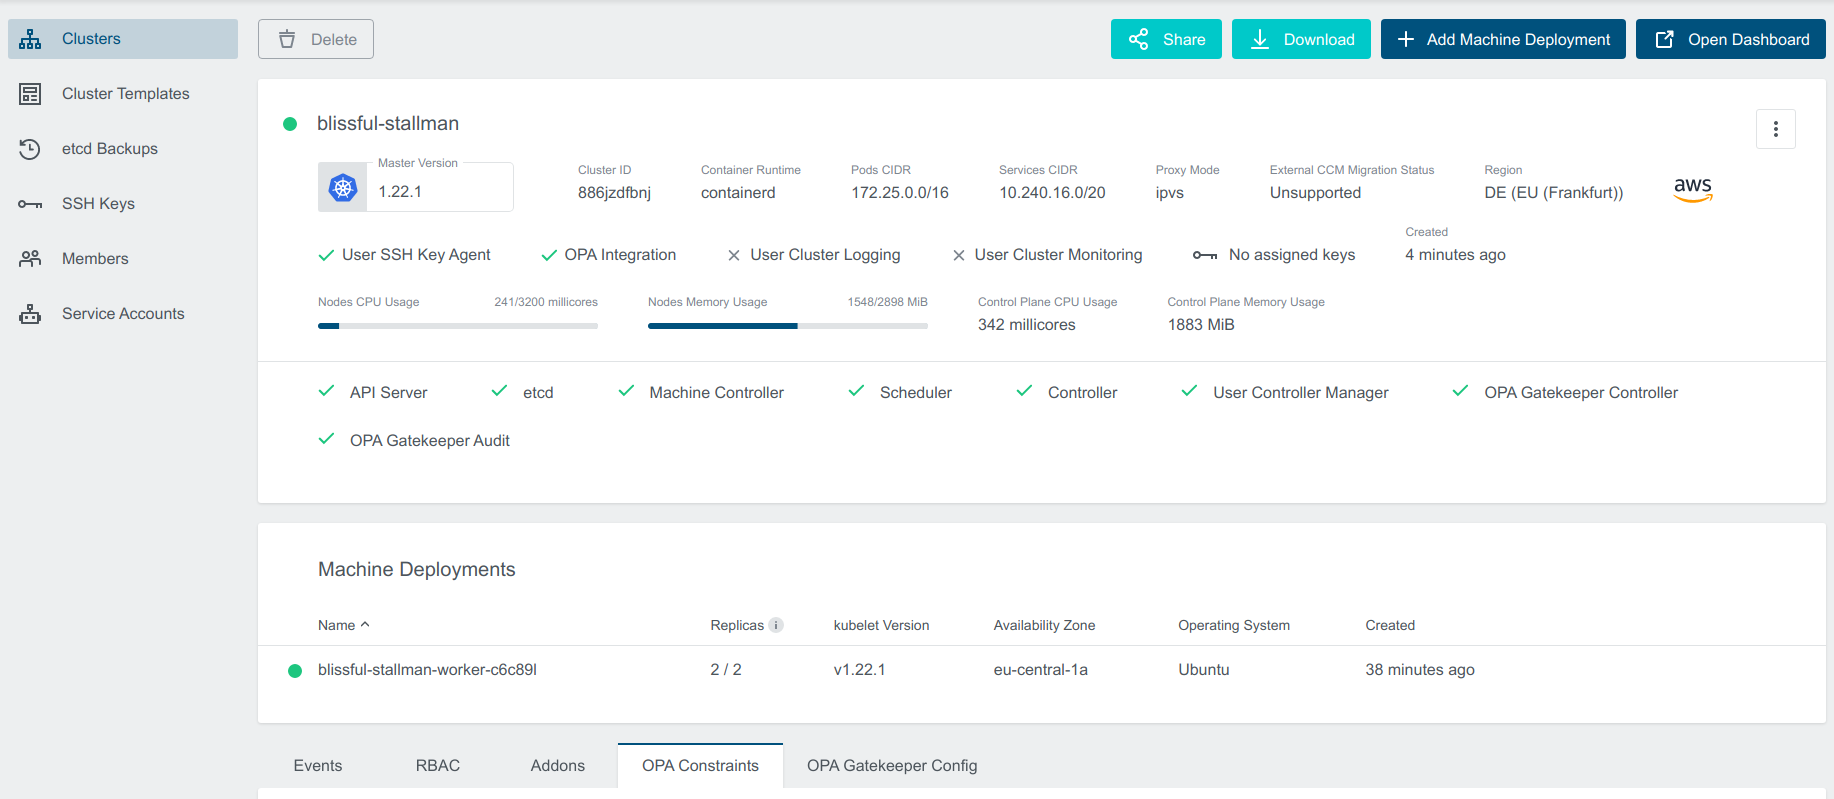 Clusters
Cluster Templates
etcd Backups
SSH Keys
Members
Service Accounts
Delete
Share
Download
Add Machine Deployment
Open Dashboard
blissful-stallman
Master Version
1.22.1
Cluster ID
886jzdfbnj
Container Runtime
containerd
Pods CIDR
172.25.0.0/16
Services CIDR
10.240.16.0/20
Proxy Mode
ipvs
External CCM Migration Status
Unsupported
Region
DE (EU (Frankfurt))
aws
User SSH Key Agent
OPA Integration
User Cluster Logging
User Cluster Monitoring
No assigned keys
Created
4 minutes ago
Nodes CPU Usage
241/3200 millicores
Nodes Memory Usage
1548/2898 MiB
Control Plane CPU Usage
342 millicores
Control Plane Memory Usage
1883 MiB
API Server
etcd
Machine Controller
Scheduler
Controller
User Controller Manager
OPA Gatekeeper Controller
OPA Gatekeeper Audit
Machine Deployments
Name Replicas i kubelet Version Availability Zone Operating System Created
blissful-stallman-worker-c6c89l 2 / 2 v1.22.1 eu-central-1a Ubuntu 38 minutes ago
Events RBAC Addons OPA Constraints OPA Gatekeeper Config